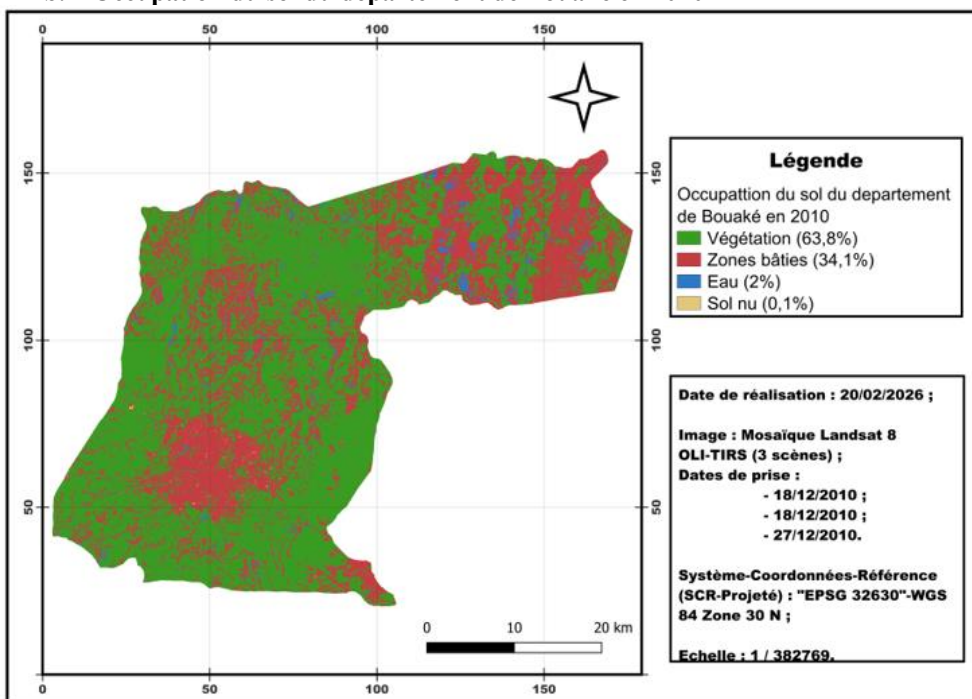 0
50
100
150
150
150
100
100
50
50
0
50
100
150
0 10 20 km
Légende
Occupattion du sol du departement
de Bouaké en 2010
Végétation (63,8%)
Zones bâties (34,1%)
Eau (2%)
Sol nu (0,1%)
Date de réalisation : 20/02/2026 ;
Image : Mosaïque Landsat 8
OLI-TIRS (3 scènes) ;
Dates de prise :
- 18/12/2010 ;
- 18/12/2010 ;
- 27/12/2010.
Système-Coordonnées-Référence
(SCR-Projeté) : "EPSG 32630"-WGS
84 Zone 30 N ;
Echelle : 1 / 382769.